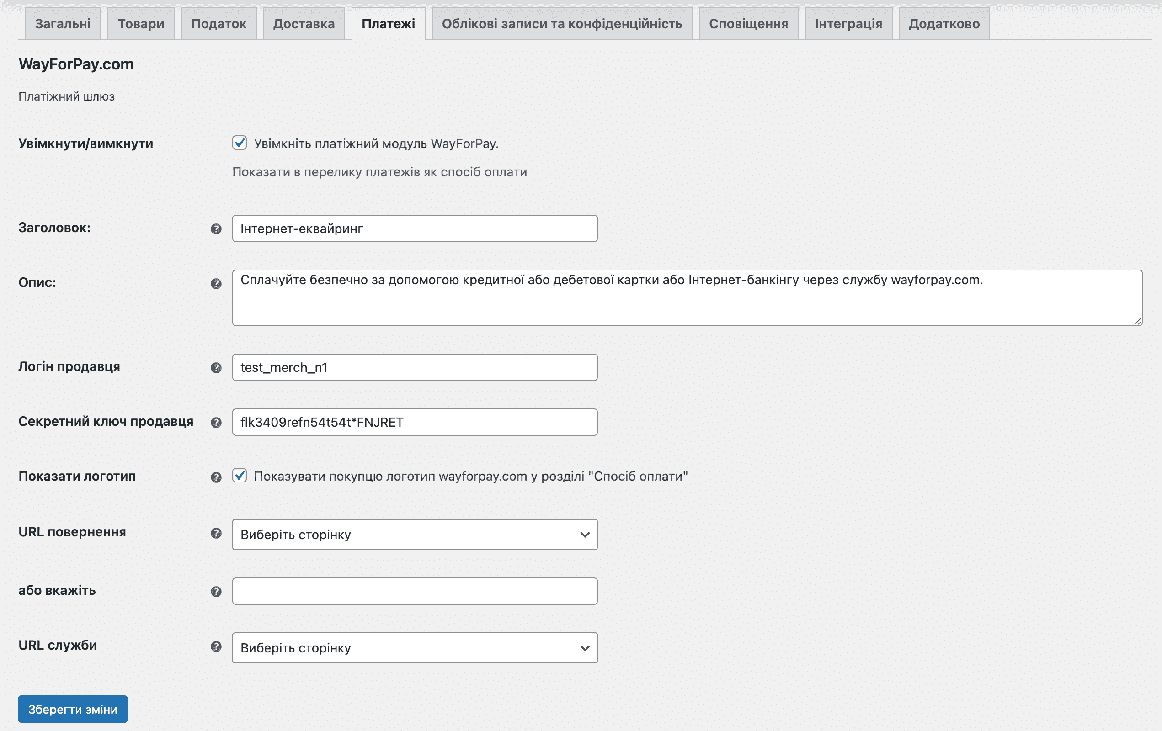 Загальні Товари Податок Доставка Платежі Облікові записи та конфіденційність Сповіщення Інтеграція Додатково
WayForPay.com
Платіжний шлюз
Увімкнути/вимкнути Увімкніть платіжний модуль WayForPay.
Показати в перелику платежів як спосіб оплати
Заголовок: Інтернет-еквайринг
Опис: Сплачуйте безпечно за допомогою кредитної або дебетової картки або Інтернет-банкінгу через службу wayforpay.com.
Логін продавця test_merch_n1
Секретний ключ продавця flk3409refn54t54t*FNJRET
Показати логотип Показувати покупцю логотип wayforpay.com у розділі "Спосіб оплати"
URL повернення Виберіть сторінку
або вкажіть
URL служби Виберіть сторінку
Зберегти зміни